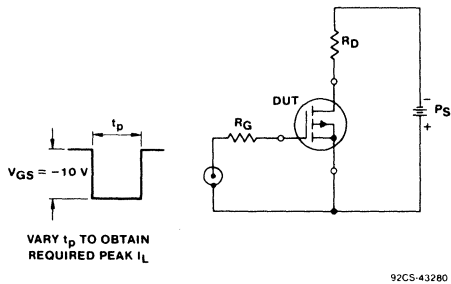 R_D
DUT
−
P_S
+
R_G
t_p
V_GS = −10 V
VARY t_p TO OBTAIN
REQUIRED PEAK I_L
92CS-43280